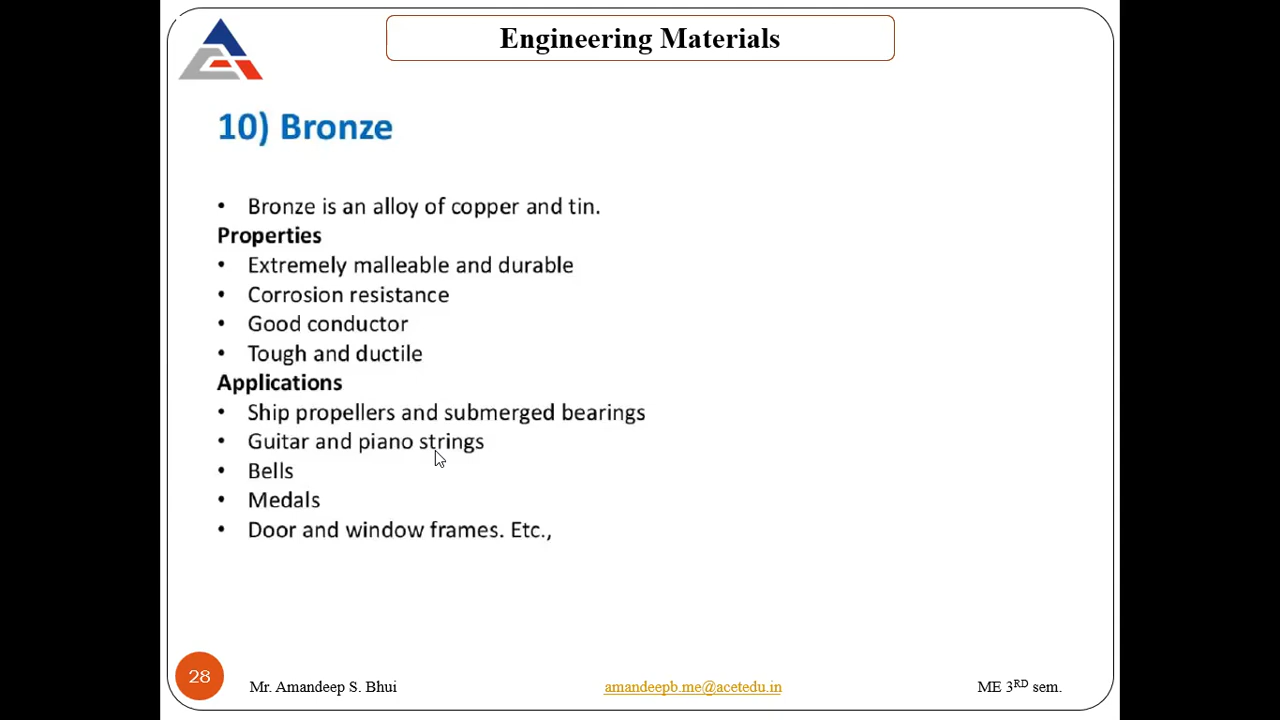 Engineering Materials
10) Bronze
• Bronze is an alloy of copper and tin.
Properties
• Extremely malleable and durable
• Corrosion resistance
• Good conductor
• Tough and ductile
Applications
• Ship propellers and submerged bearings
• Guitar and piano strings
• Bells
• Medals
• Door and window frames. Etc.,
28
Mr. Amandeep S. Bhui
amandeepb.me@acetedu.in
ME 3RD sem.